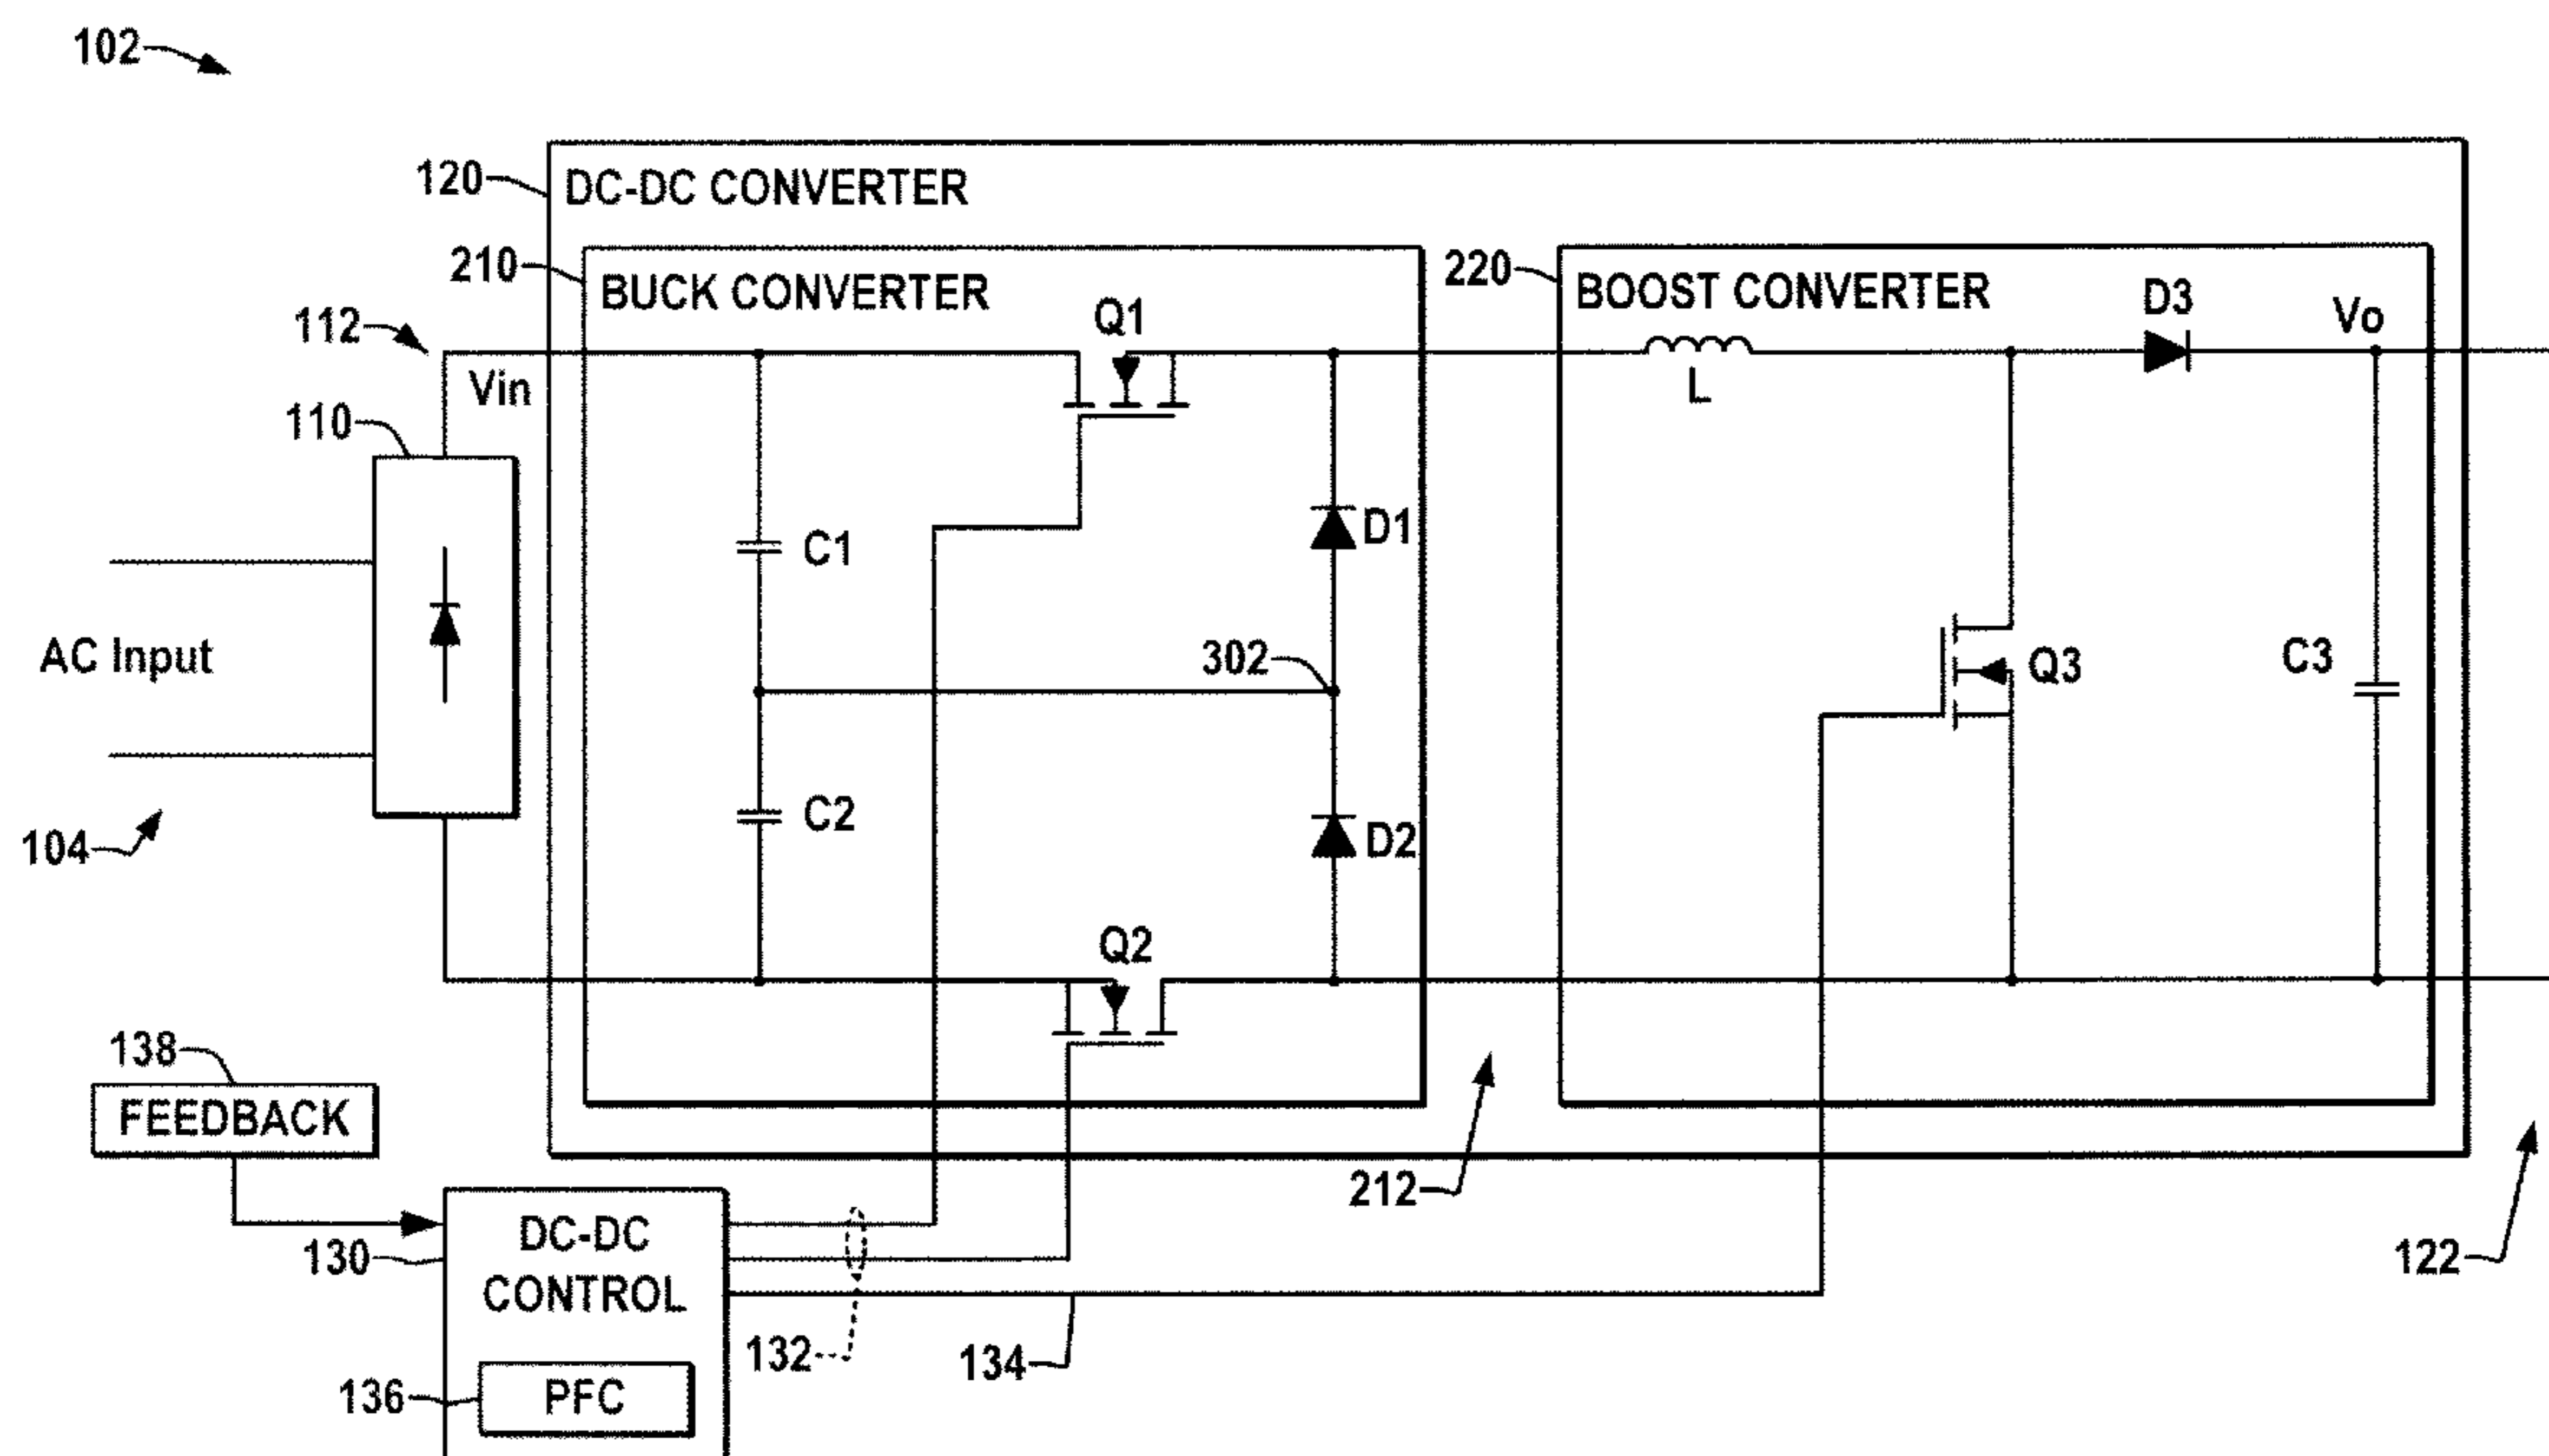 102
120
DC-DC CONVERTER
210
BUCK CONVERTER
220
BOOST CONVERTER
112
Vin
Q1
D3
Vo
L
110
C1
D1
AC Input
302
Q3
C3
C2
D2
104
Q2
138
FEEDBACK
212
130
DC-DC
CONTROL
122
132
134
136
PFC